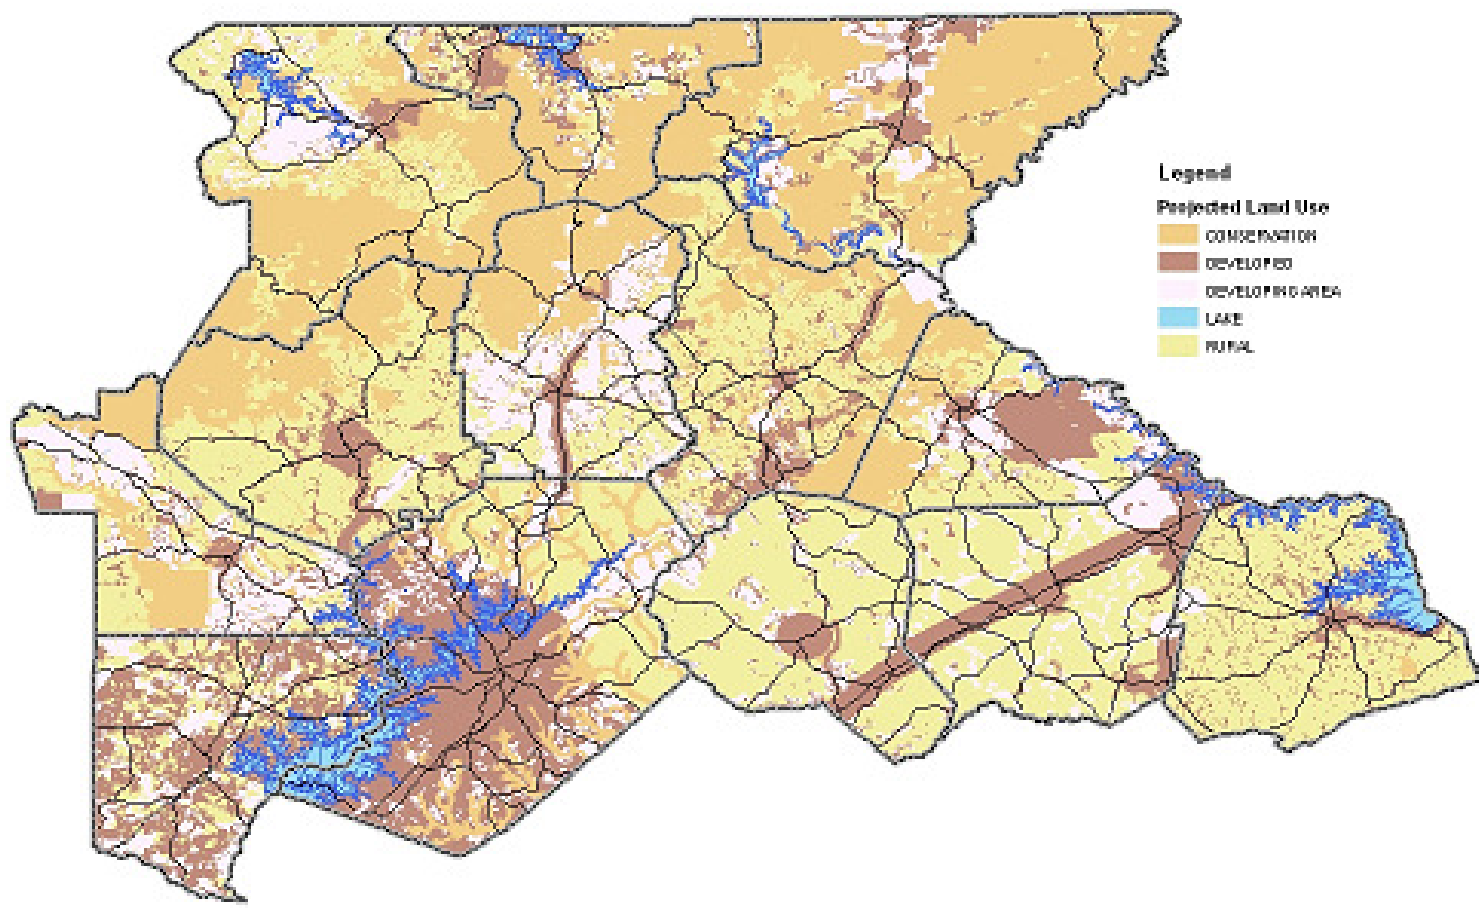 Legend
Projected Land Use
CONSERVATION
DEVELOPED
DEVELOPING AREA
LAKE
RURAL